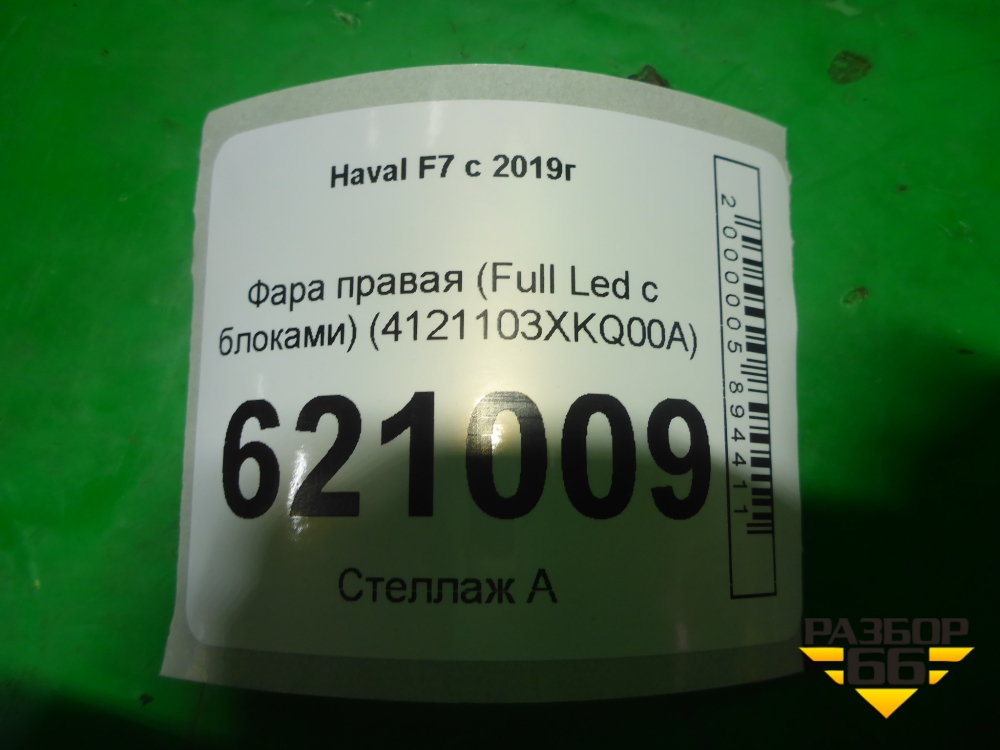 Haval F7 с 2019г
Фара правая (Full Led с
блоками) (4121103XKQ00A)
621009
Стеллаж А
2000005894411
РАЗБОР
66